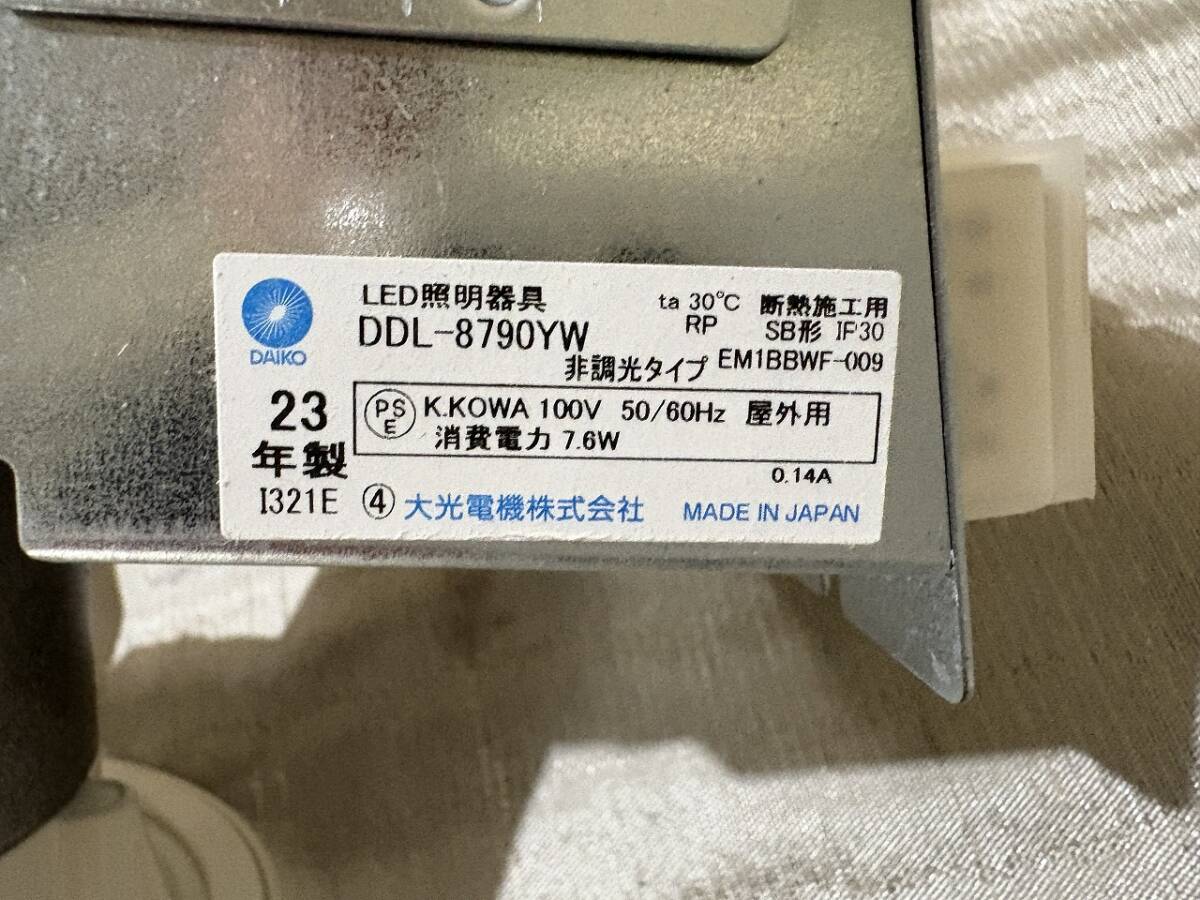 DAIKO
LED照明器具
DDL-8790YW
非調光タイプ
ta 30℃ 断熱施工用
RP SB形 IP30
EM1BBWF-009
23
年製
I321E
PS
E
K.KOWA 100V 50/60Hz 屋外用
消費電力 7.6W
0.14A
④ 大光電機株式会社 MADE IN JAPAN